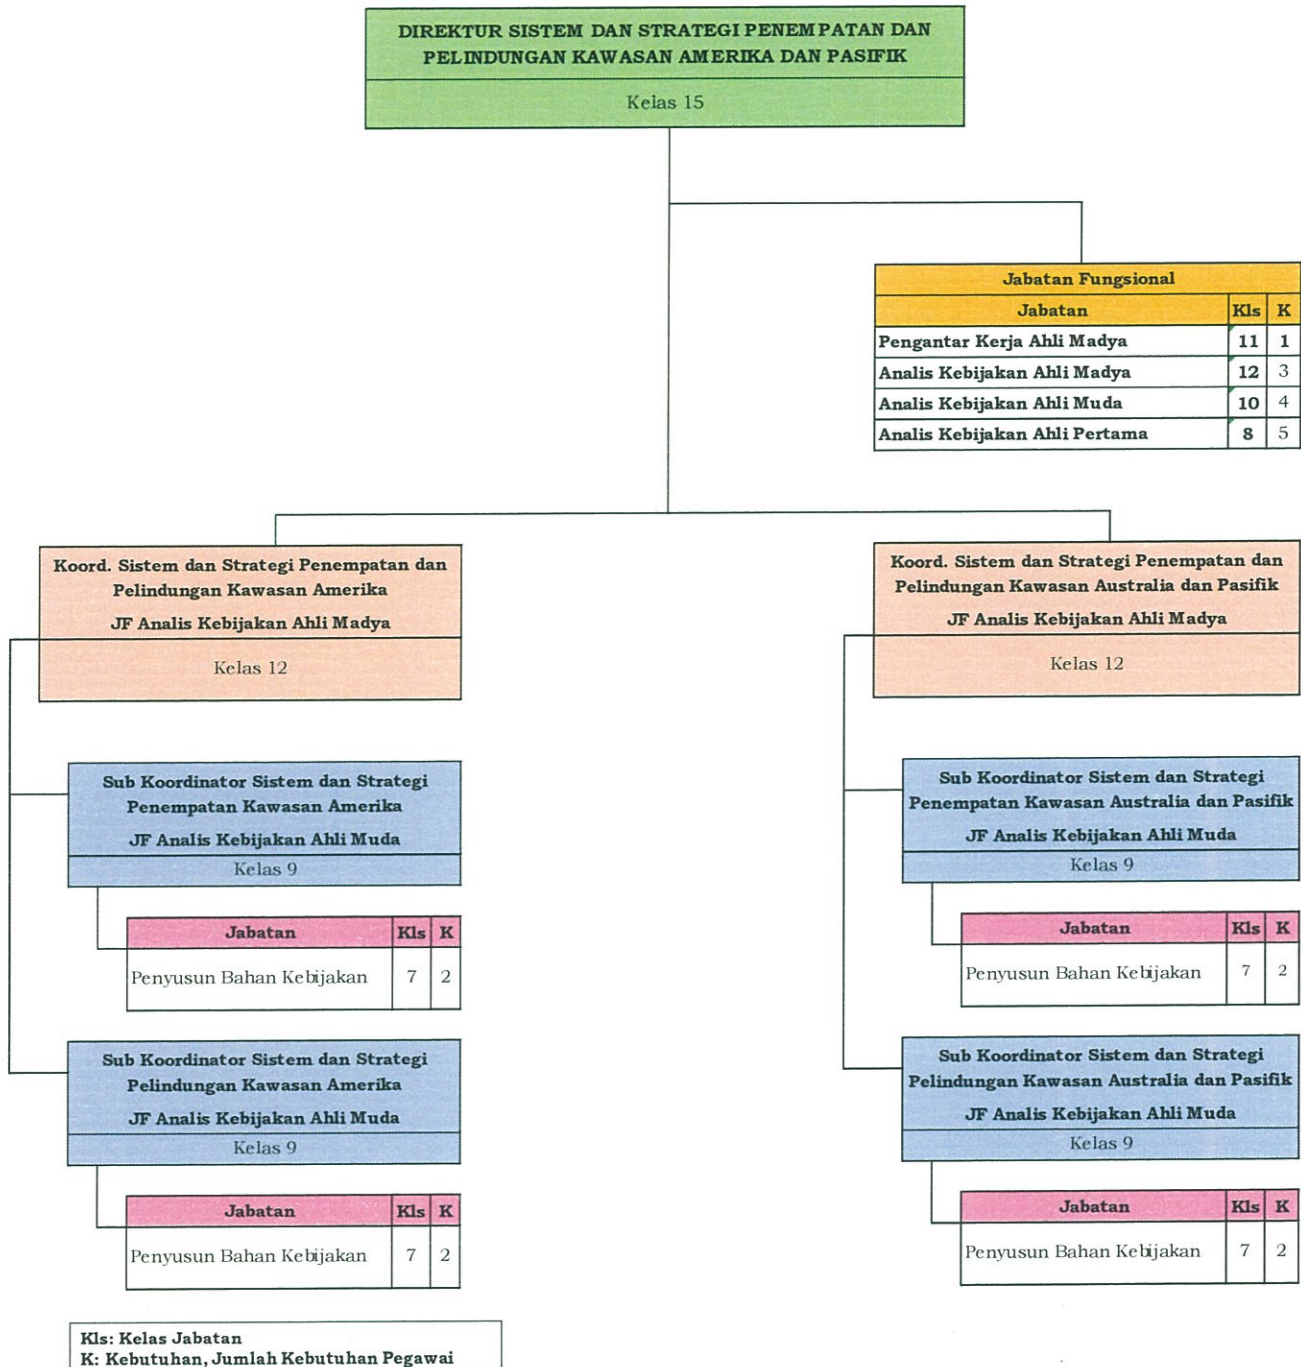 DIREKTUR SISTEM DAN STRATEGI PENEMPATAN DAN
PELINDUNGAN KAWASAN AMERIKA DAN PASIFIK
Kelas 15
Jabatan Fungsional
Jabatan Kls K
Pengantar Kerja Ahli Madya 11 1
Analis Kebijakan Ahli Madya 12 3
Analis Kebijakan Ahli Muda 10 4
Analis Kebijakan Ahli Pertama 8 5
Koord. Sistem dan Strategi Penempatan dan
Pelindungan Kawasan Amerika
JF Analis Kebijakan Ahli Madya
Kelas 12
Sub Koordinator Sistem dan Strategi
Penempatan Kawasan Amerika
JF Analis Kebijakan Ahli Muda
Kelas 9
Jabatan Kls K
Penyusun Bahan Kebijakan 7 2
Sub Koordinator Sistem dan Strategi
Pelindungan Kawasan Amerika
JF Analis Kebijakan Ahli Muda
Kelas 9
Jabatan Kls K
Penyusun Bahan Kebijakan 7 2
Koord. Sistem dan Strategi Penempatan dan
Pelindungan Kawasan Australia dan Pasifik
JF Analis Kebijakan Ahli Madya
Kelas 12
Sub Koordinator Sistem dan Strategi
Penempatan Kawasan Australia dan Pasifik
JF Analis Kebijakan Ahli Muda
Kelas 9
Jabatan Kls K
Penyusun Bahan Kebijakan 7 2
Sub Koordinator Sistem dan Strategi
Pelindungan Kawasan Australia dan Pasifik
JF Analis Kebijakan Ahli Muda
Kelas 9
Jabatan Kls K
Penyusun Bahan Kebijakan 7 2
Kls: Kelas Jabatan
K: Kebutuhan, Jumlah Kebutuhan Pegawai